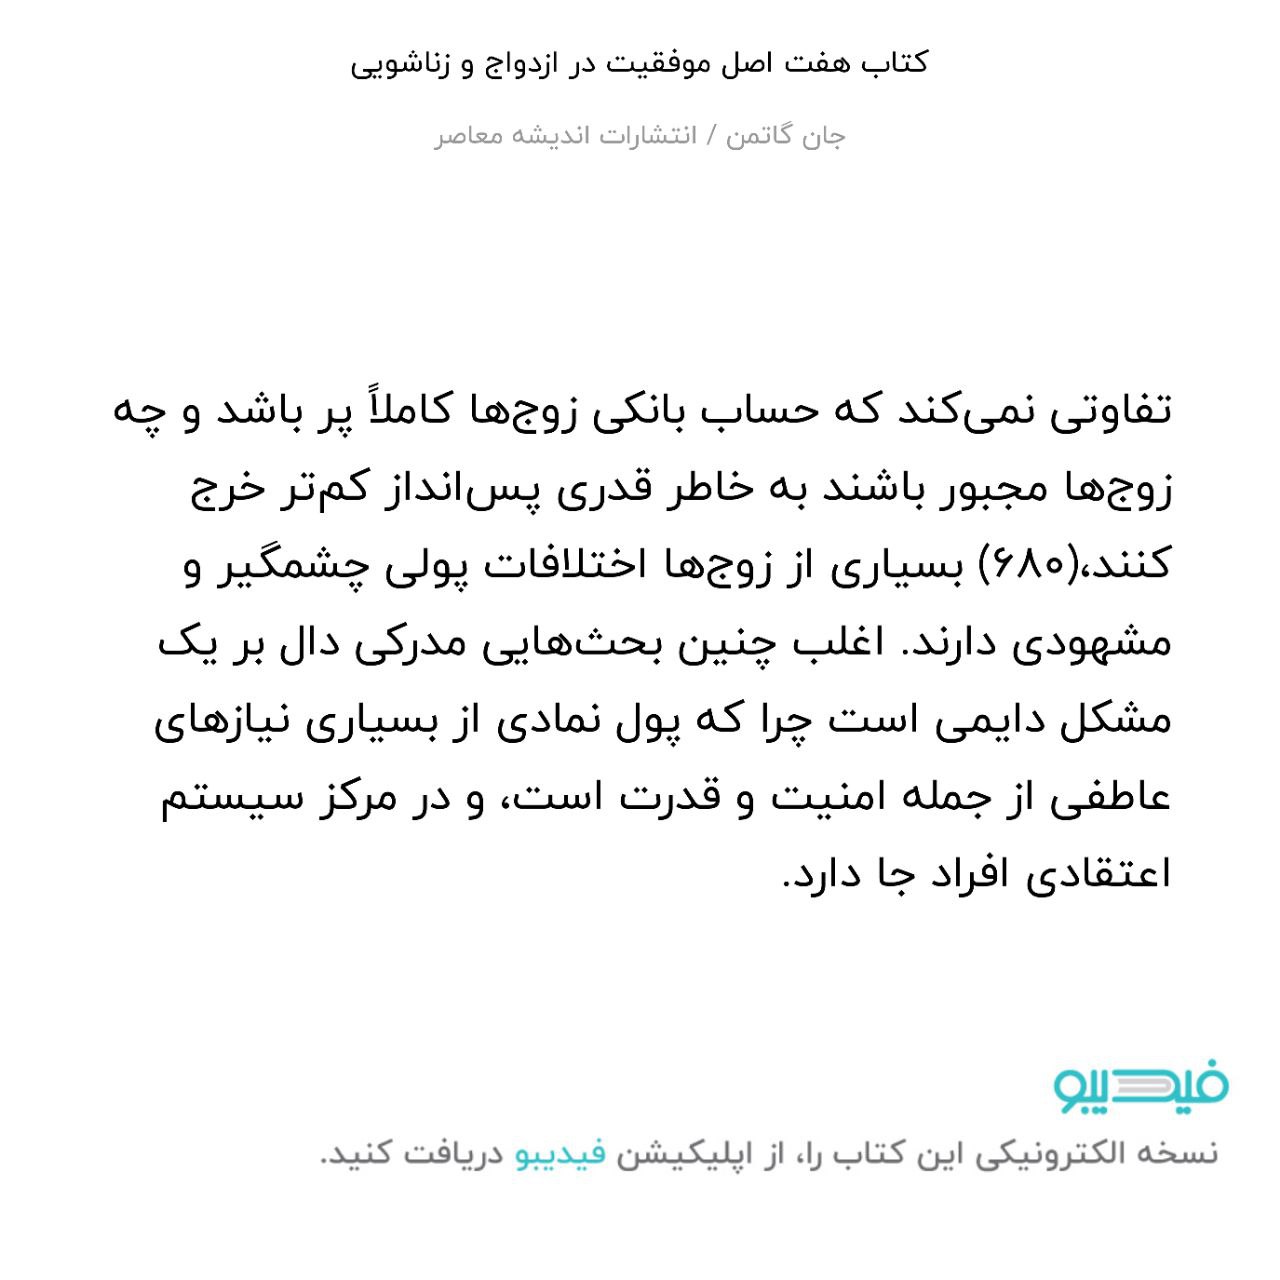 کتاب هفت اصل موفقیت در ازدواج و زناشویی
جان گاتمن / انتشارات اندیشه معاصر
تفاوتی نمی‌کند که حساب بانکی زوج‌ها کاملاً پر باشد و چه
زوج‌ها مجبور باشند به خاطر قدری پس‌انداز کم‌تر خرج
کنند،(۶۸۰) بسیاری از زوج‌ها اختلافات پولی چشمگیر و
مشهودی دارند. اغلب چنین بحث‌هایی مدرکی دال بر یک
مشکل دایمی است چرا که پول نمادی از بسیاری نیازهای
عاطفی از جمله امنیت و قدرت است، و در مرکز سیستم
اعتقادی افراد جا دارد.
فیدیبو
نسخه الکترونیکی این کتاب را، از اپلیکیشن فیدیبو دریافت کنید.